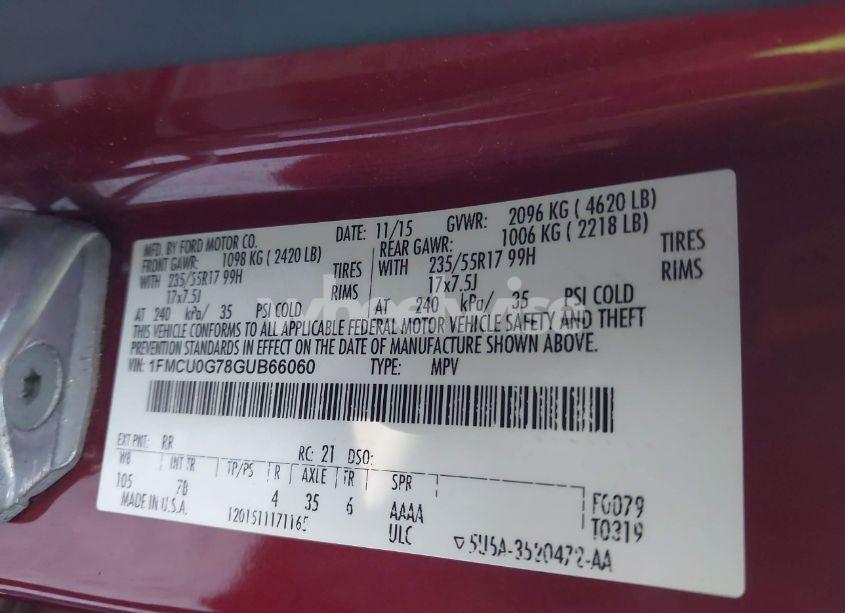 MFD. BY FORD MOTOR CO. DATE: 11/15 GVWR: 2096 KG ( 4620 LB)
FRONT GAWR: 1098 KG ( 2420 LB) REAR GAWR: 1006 KG ( 2218 LB)
WITH 235/55R17 99H TIRES WITH 235/55R17 99H TIRES
17x7.5J RIMS 17x7.5J RIMS
AT 240 kPa/ 35 PSI COLD AT 240 kPa/ 35 PSI COLD
THIS VEHICLE CONFORMS TO ALL APPLICABLE FEDERAL MOTOR VEHICLE SAFETY AND THEFT
PREVENTION STANDARDS IN EFFECT ON THE DATE OF MANUFACTURE SHOWN ABOVE.
VIN: 1FMCU0G78GUB66060 TYPE: MPV
EXT PNT: RR RC: 21 DSO:
WB INT TR TP/PS R AXLE TR SPR
105 7B 4 35 6 AAAA F0079
MADE IN U.S.A. 1201511171165 ULC T0319
5U5A-3520472-AA